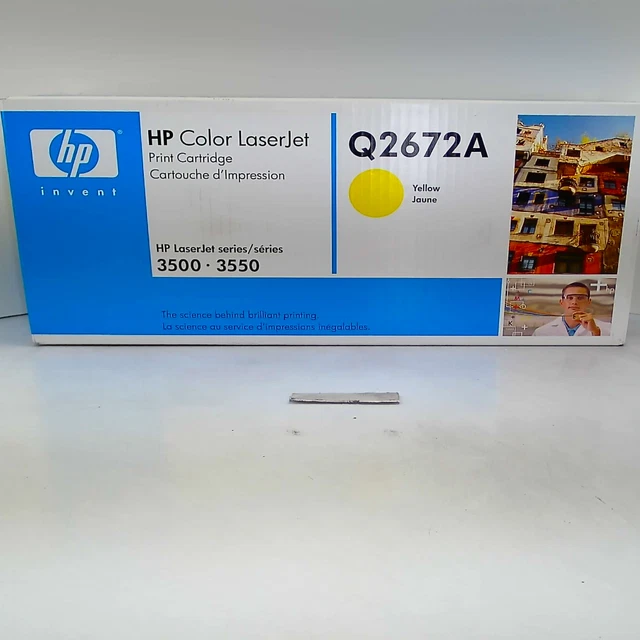 hp
invent
HP Color LaserJet
Print Cartridge
Cartouche d'Impression
HP LaserJet series/séries
3500 · 3550
Q2672A
Yellow
Jaune
The science behind brilliant printing.
La science au service d'impressions inégalables.